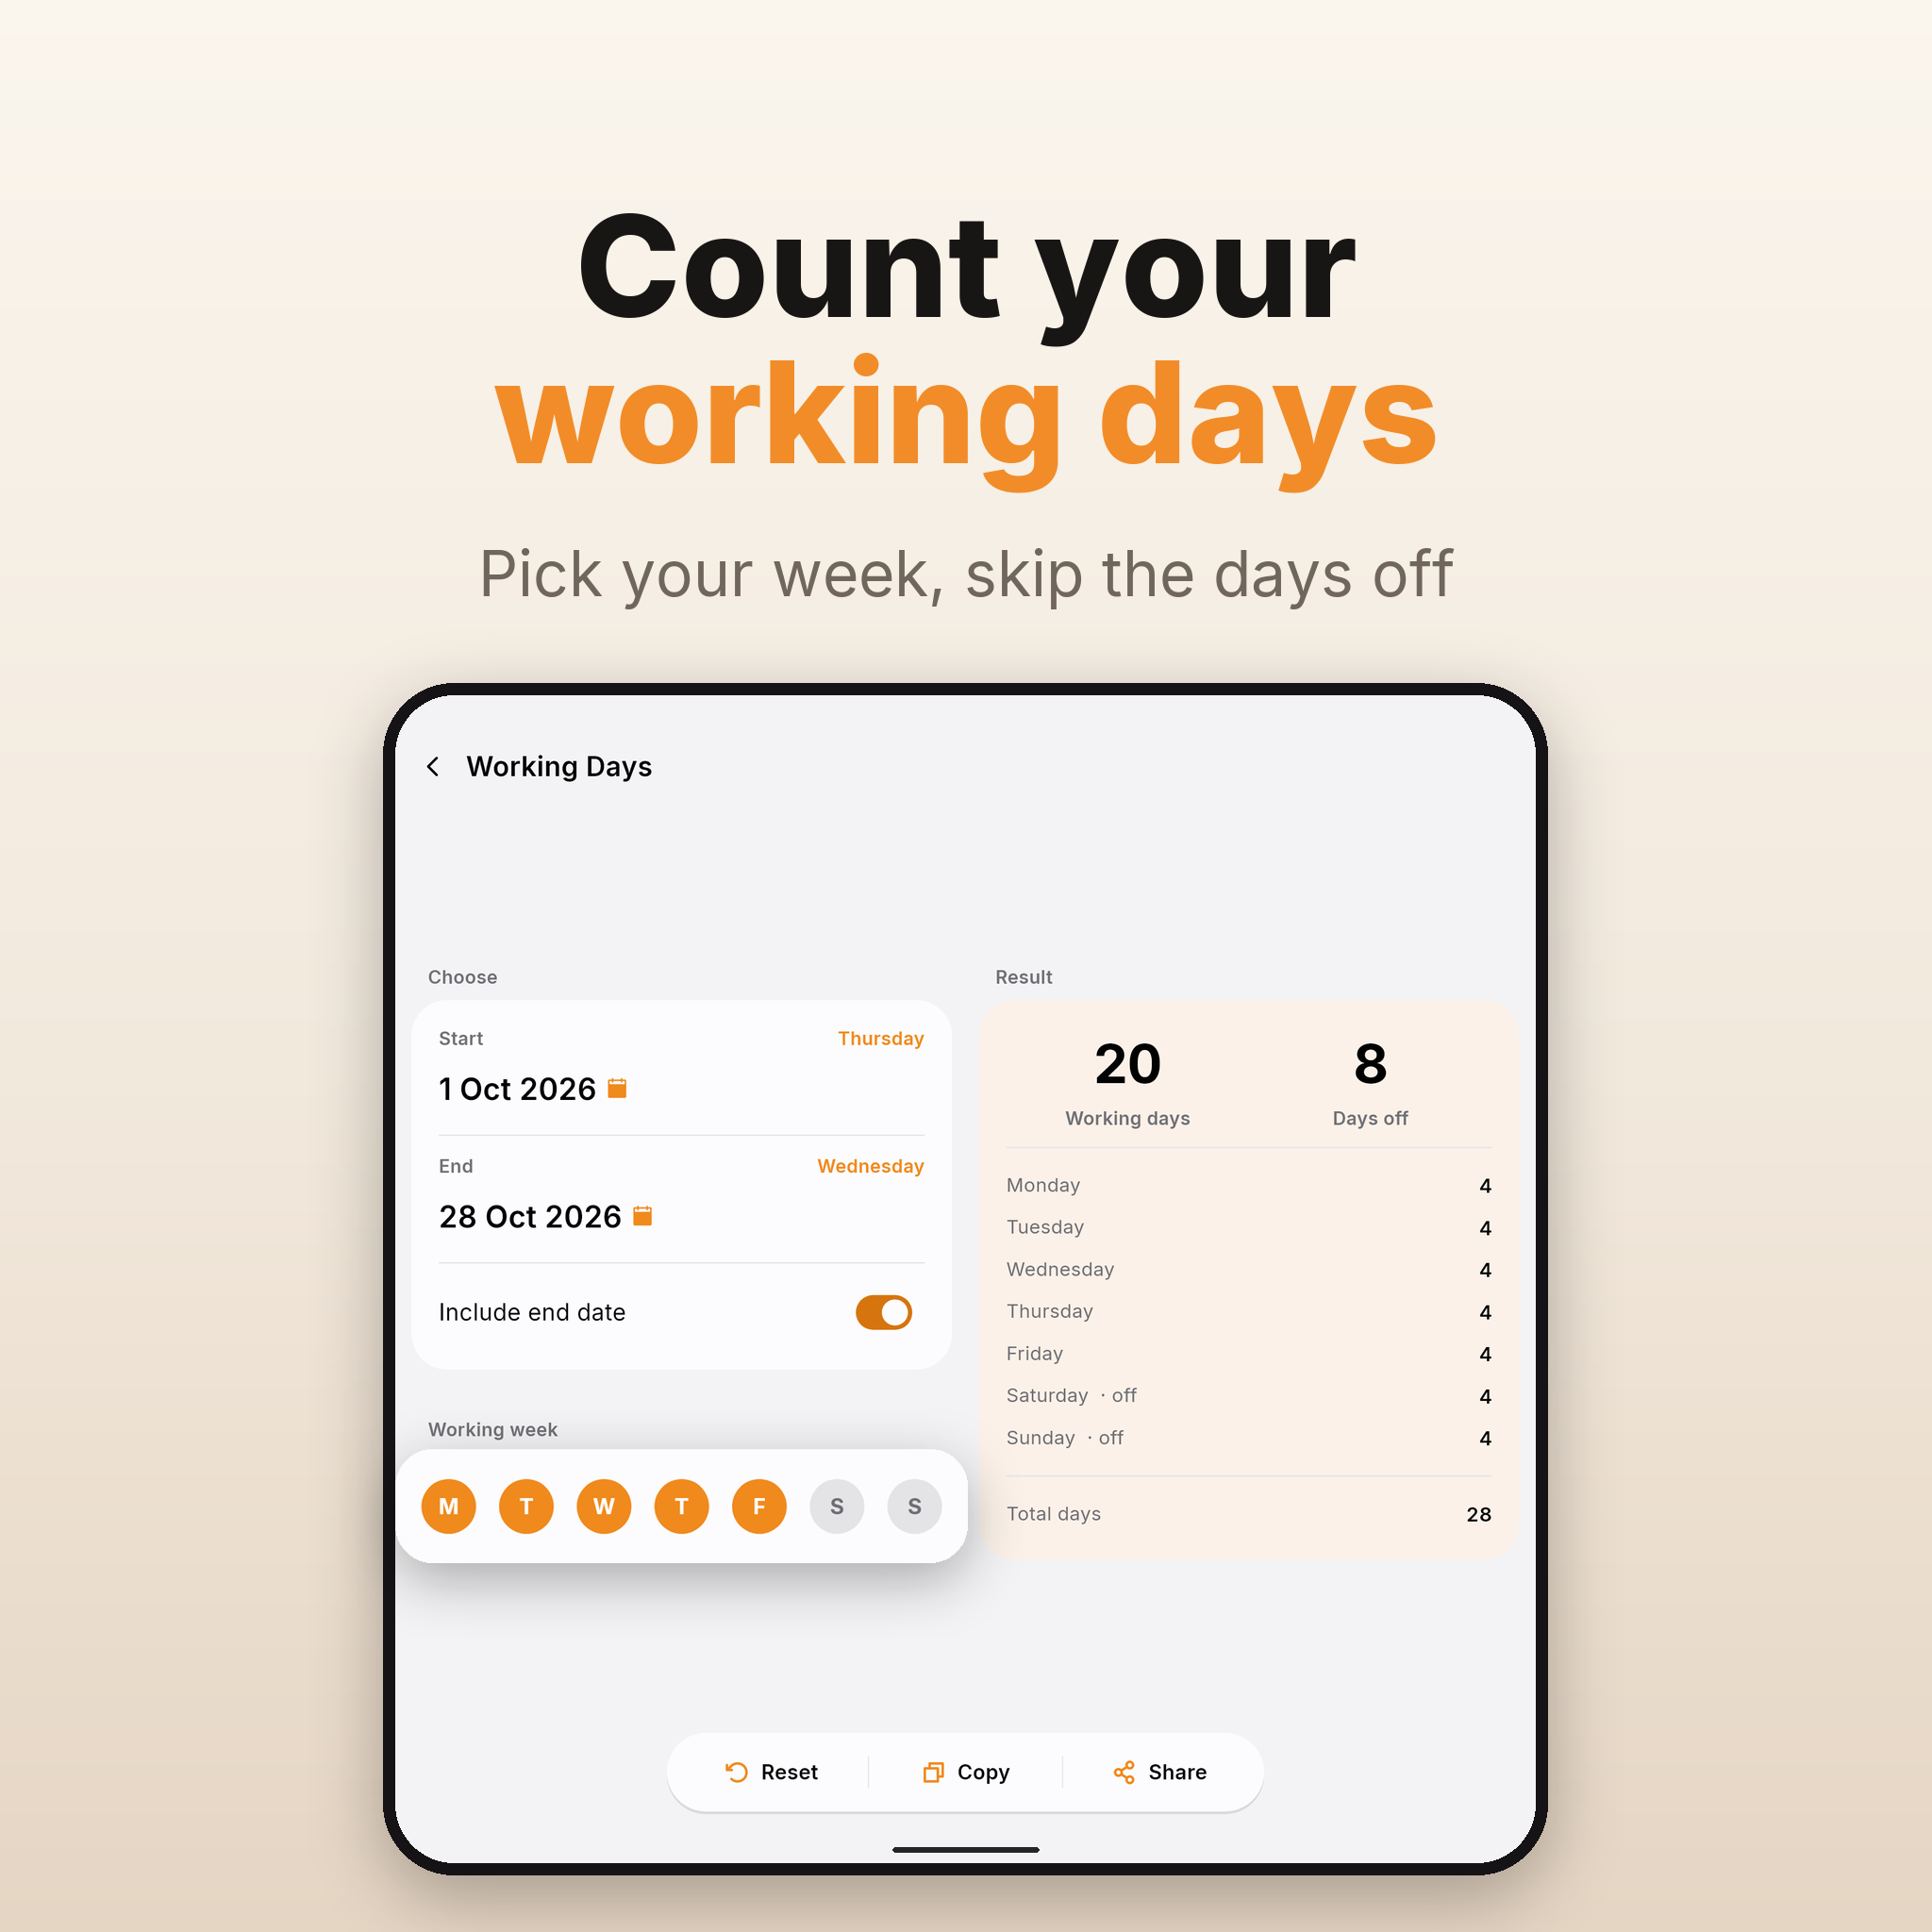 Count your
working days
Pick your week, skip the days off
Working Days
Choose
Start Thursday
1 Oct 2026
End Wednesday
28 Oct 2026
Include end date
Working week
M T W T F S S
Result
20 8
Working days Days off
Monday 4
Tuesday 4
Wednesday 4
Thursday 4
Friday 4
Saturday · off 4
Sunday · off 4
Total days 28
Reset Copy Share